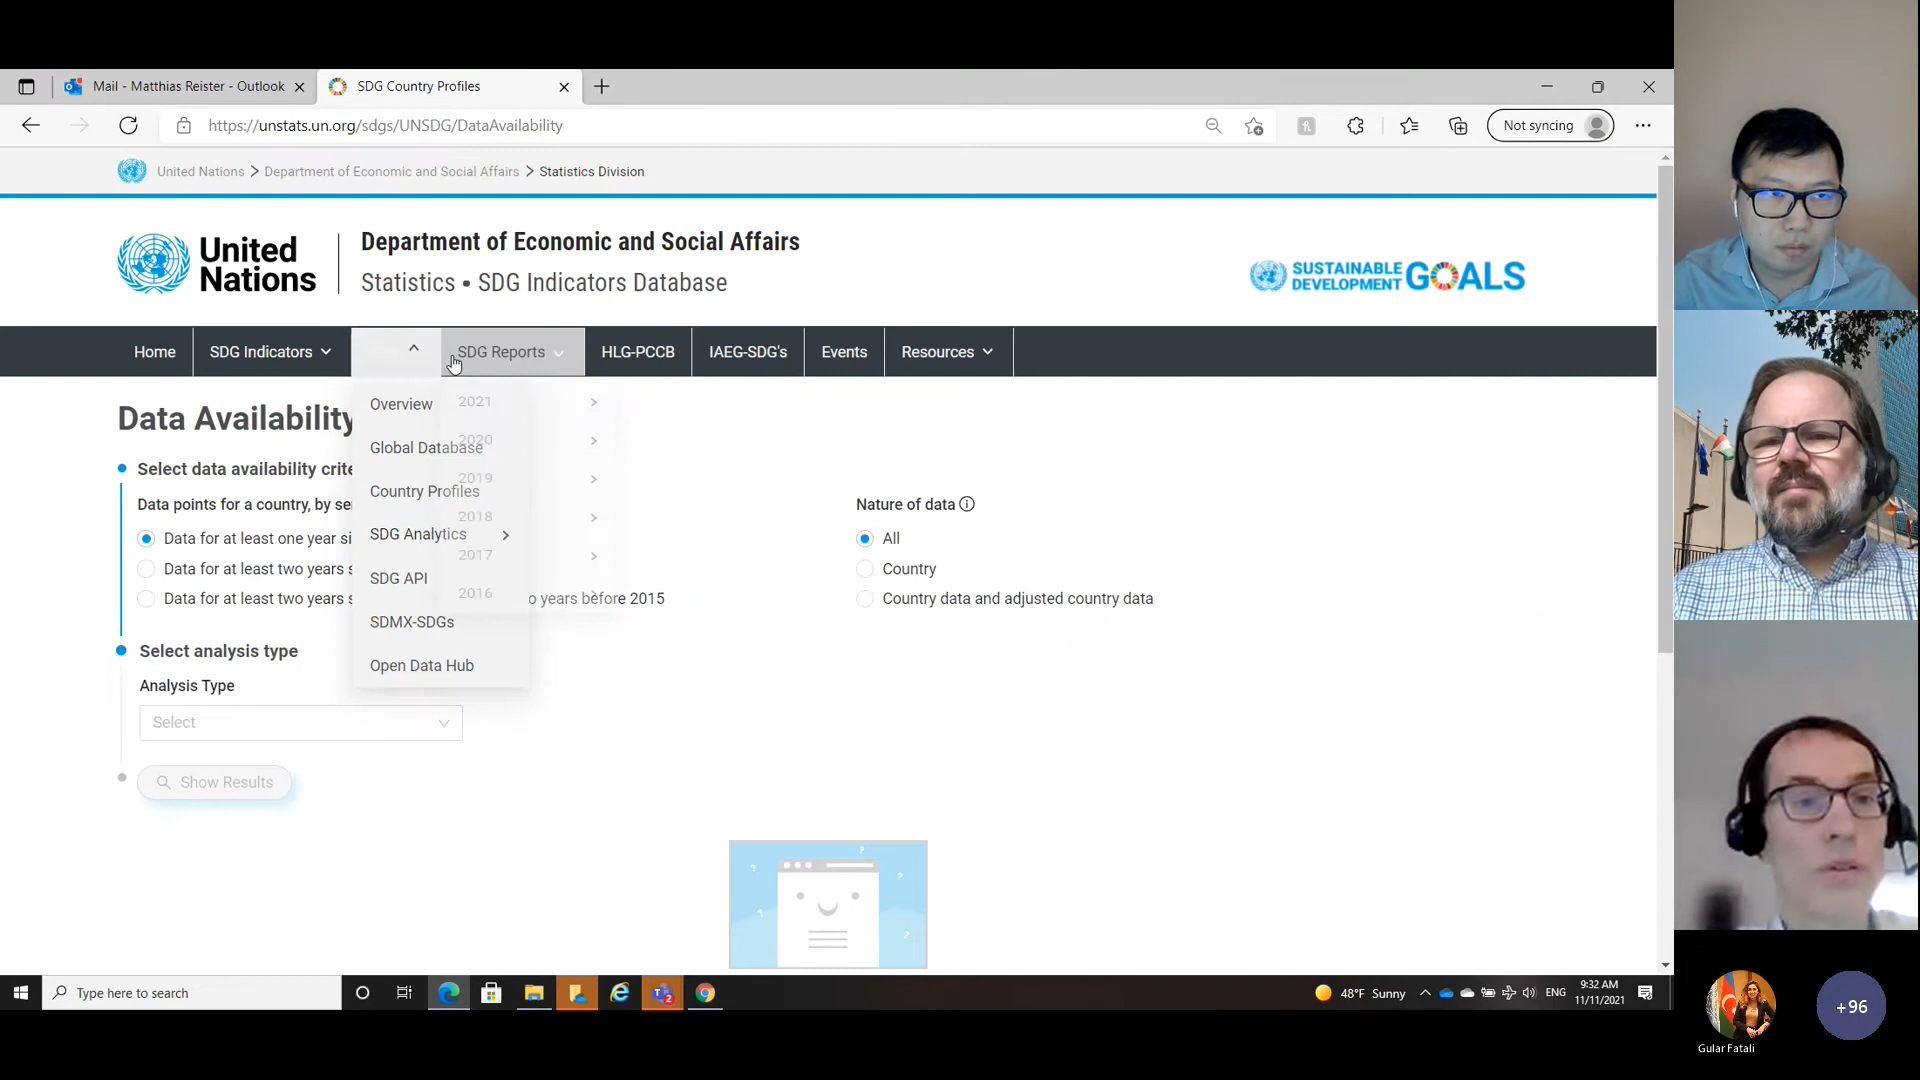 Mail - Matthias Reister - Outlook
SDG Country Profiles
https://unstats.un.org/sdgs/UNSDG/DataAvailability
Not syncing
United Nations > Department of Economic and Social Affairs > Statistics Division
United Nations
Department of Economic and Social Affairs
Statistics • SDG Indicators Database
SUSTAINABLE DEVELOPMENT GOALS
Home
SDG Indicators
SDG Reports
HLG-PCCB
IAEG-SDG's
Events
Resources
Overview
Global Database
Country Profiles
SDG Analytics
SDG API
SDMX-SDGs
Open Data Hub
2021
2020
2019
2018
2017
2016
Data Availability
Select data availability crite
Data points for a country, by se
Data for at least one year si
Data for at least two years s
Data for at least two years s
o years before 2015
Nature of data
All
Country
Country data and adjusted country data
Select analysis type
Analysis Type
Select
Show Results
Type here to search
48°F Sunny
ENG
9:32 AM
11/11/2021
Gular Fatali
+96